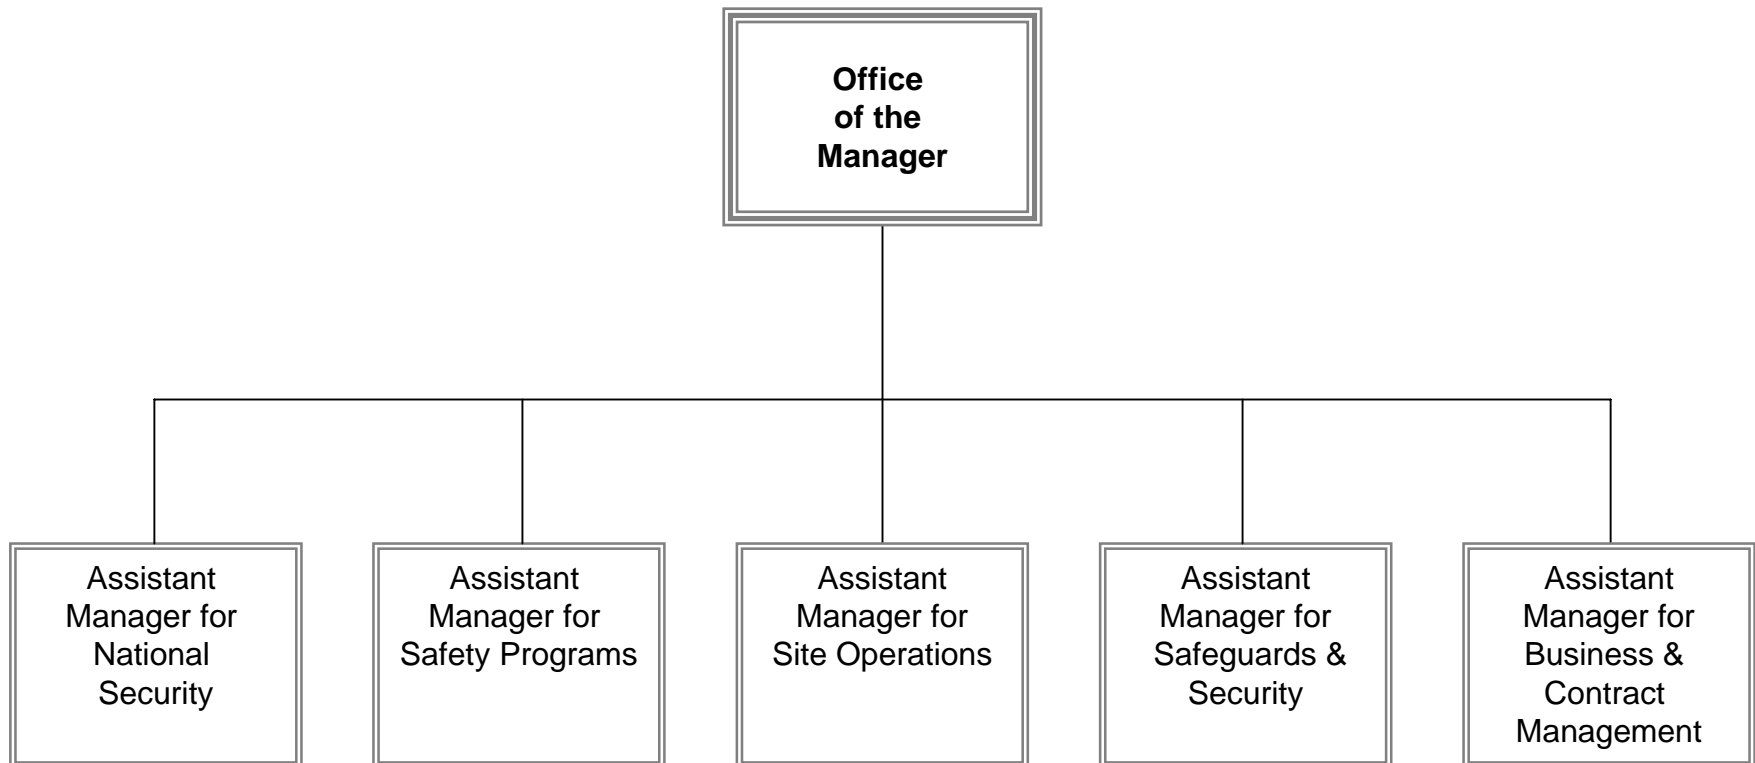 Office
of the
Manager
Assistant
Manager for
National
Security
Assistant
Manager for
Safety Programs
Assistant
Manager for
Site Operations
Assistant
Manager for
Safeguards &
Security
Assistant
Manager for
Business &
Contract
Management